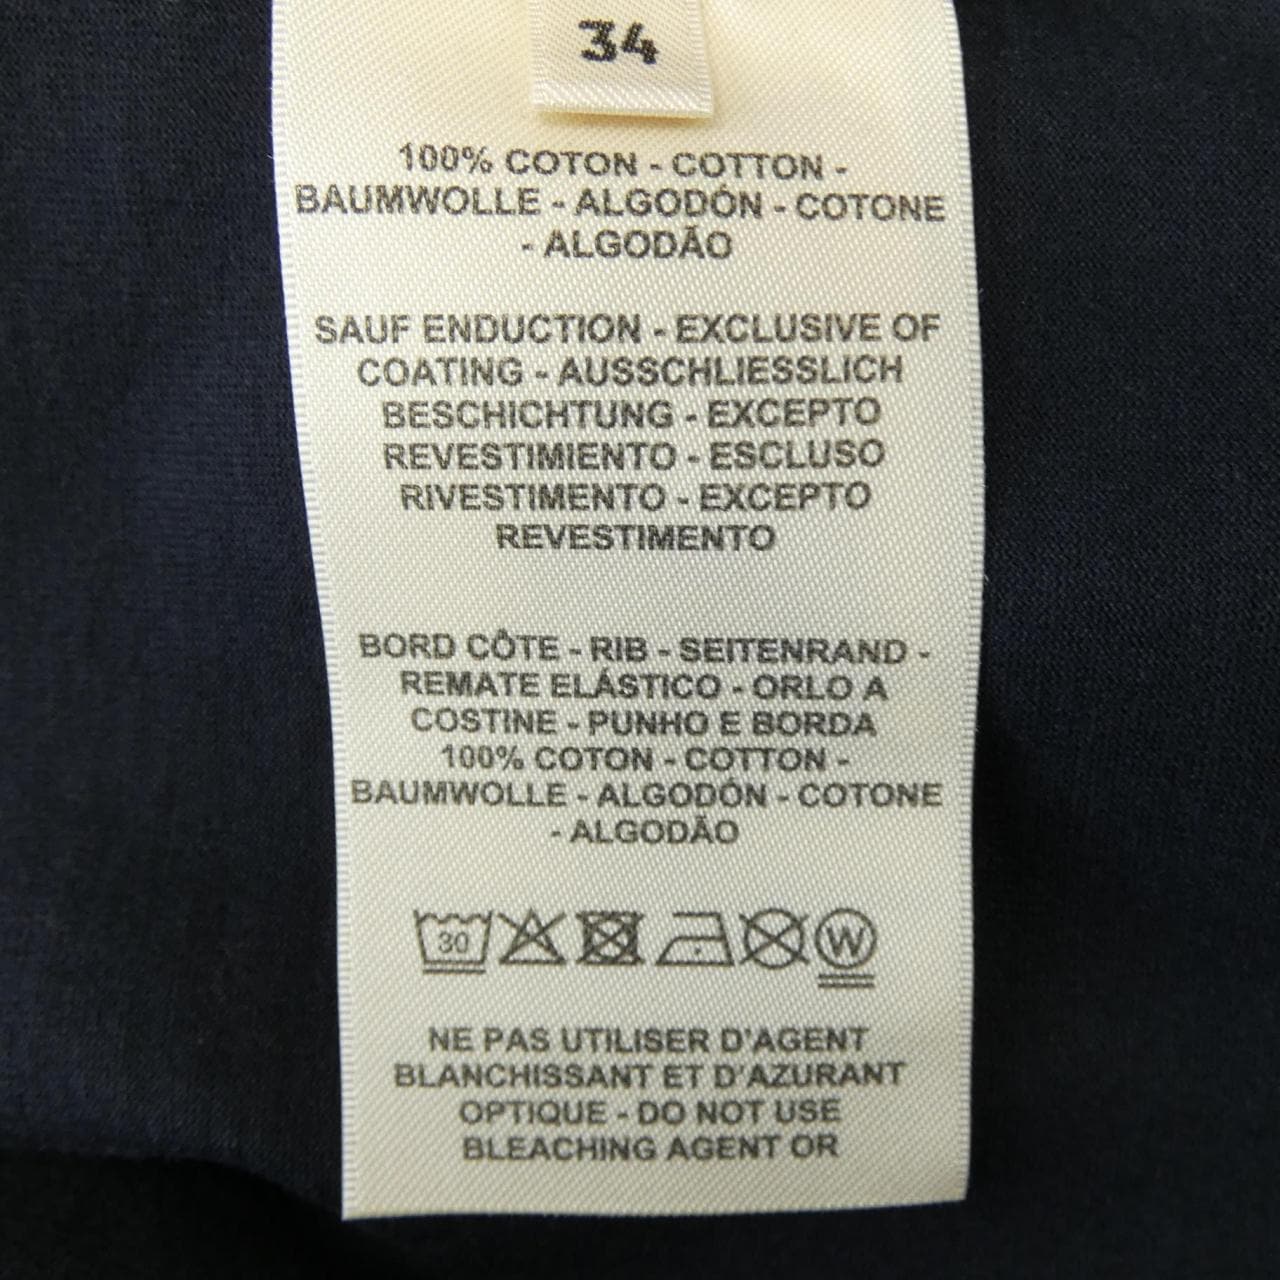 34
100% COTON - COTTON -
BAUMWOLLE - ALGODÓN - COTONE
- ALGODÃO
SAUF ENDUCTION - EXCLUSIVE OF
COATING - AUSSCHLIESSLICH
BESCHICHTUNG - EXCEPTO
REVESTIMIENTO - ESCLUSO
RIVESTIMENTO - EXCEPTO
REVESTIMENTO
BORD CÔTE - RIB - SEITENRAND -
REMATE ELÁSTICO - ORLO A
COSTINE - PUNHO E BORDA
100% COTON - COTTON -
BAUMWOLLE - ALGODÓN - COTONE
- ALGODÃO
30 W
NE PAS UTILISER D'AGENT
BLANCHISSANT ET D'AZURANT
OPTIQUE - DO NOT USE
BLEACHING AGENT OR